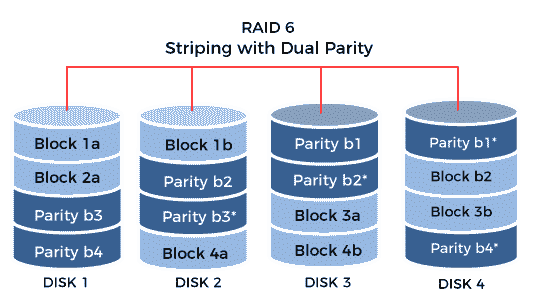 RAID 6
Striping with Dual Parity
Block 1a
Block 1b
Parity b1
Parity b1*
Block 2a
Parity b2
Parity b2*
Block b2
Parity b3
Parity b3*
Block 3a
Block 3b
Parity b4
Block 4a
Block 4b
Parity b4*
DISK 1
DISK 2
DISK 3
DISK 4